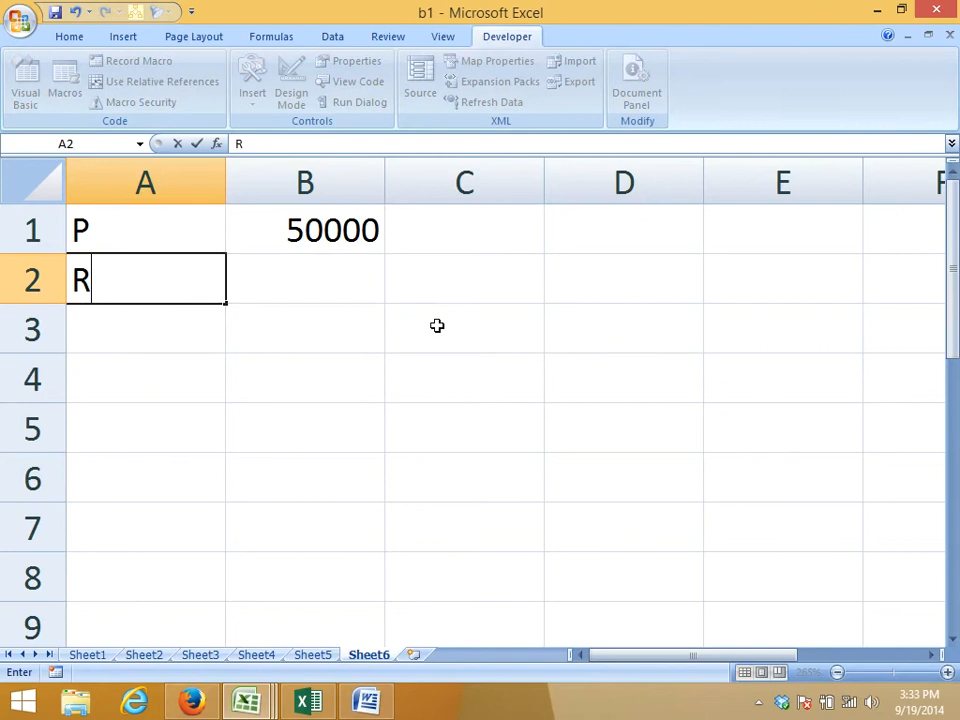 b1 - Microsoft Excel
Home Insert Page Layout Formulas Data Review View Developer
Visual Basic
Macros
Record Macro
Use Relative References
Macro Security
Code
Insert
Design Mode
Properties
View Code
Run Dialog
Controls
Source
Map Properties
Expansion Packs
Refresh Data
Import
Export
XML
Document Panel
Modify
A2 fx R
A B C D E F
1 P 50000
2 R
3
4
5
6
7
8
9
Sheet1 Sheet2 Sheet3 Sheet4 Sheet5 Sheet6
Enter 265%
3:33 PM
9/19/2014